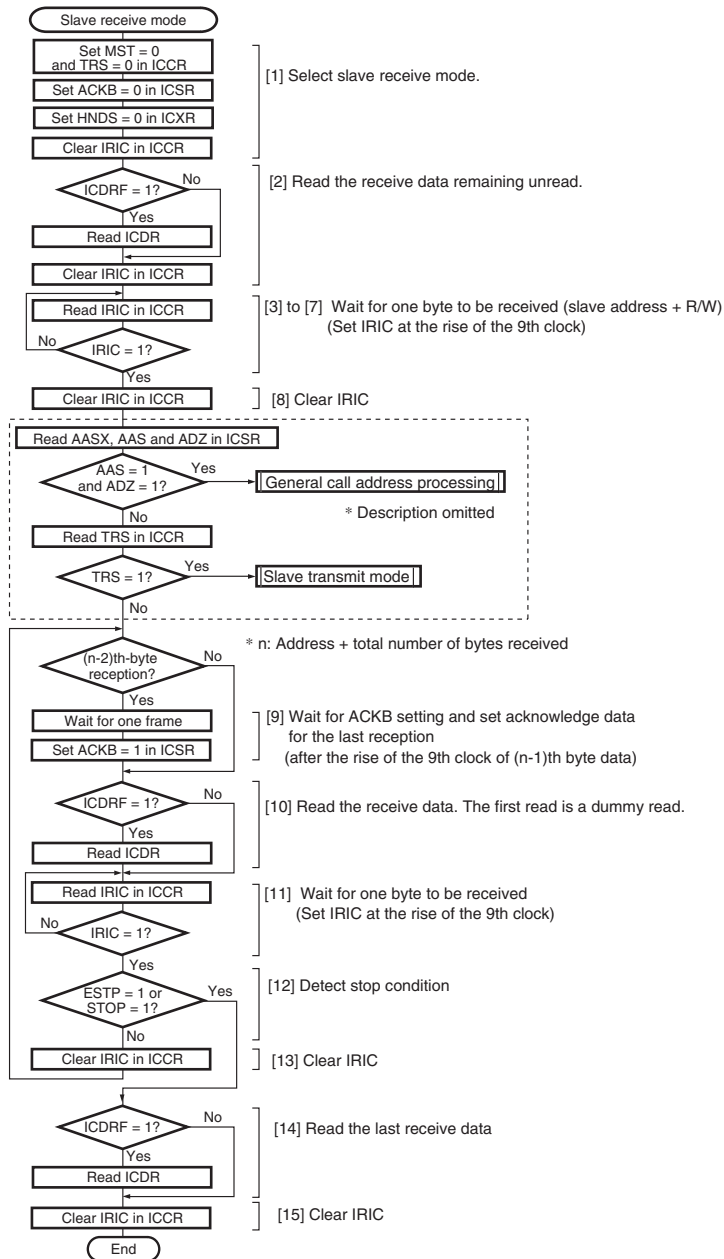 Slave receive mode
Set MST = 0
and TRS = 0 in ICCR
[1] Select slave receive mode.
Set ACKB = 0 in ICSR
Set HNDS = 0 in ICXR
Clear IRIC in ICCR
ICDRF = 1?
No
[2] Read the receive data remaining unread.
Yes
Read ICDR
Clear IRIC in ICCR
Read IRIC in ICCR
[3] to [7] Wait for one byte to be received (slave address + R/W)
(Set IRIC at the rise of the 9th clock)
No
IRIC = 1?
Yes
Clear IRIC in ICCR
[8] Clear IRIC
Read AASX, AAS and ADZ in ICSR
AAS = 1
and ADZ = 1?
Yes
General call address processing
No
* Description omitted
Read TRS in ICCR
TRS = 1?
Yes
Slave transmit mode
No
* n: Address + total number of bytes received
(n-2)th-byte
reception?
No
Yes
Wait for one frame
[9] Wait for ACKB setting and set acknowledge data
for the last reception
(after the rise of the 9th clock of (n-1)th byte data)
Set ACKB = 1 in ICSR
ICDRF = 1?
No
[10] Read the receive data. The first read is a dummy read.
Yes
Read ICDR
Read IRIC in ICCR
[11] Wait for one byte to be received
(Set IRIC at the rise of the 9th clock)
No
IRIC = 1?
Yes
ESTP = 1 or
STOP = 1?
Yes
[12] Detect stop condition
No
Clear IRIC in ICCR
[13] Clear IRIC
ICDRF = 1?
No
[14] Read the last receive data
Yes
Read ICDR
Clear IRIC in ICCR
[15] Clear IRIC
End